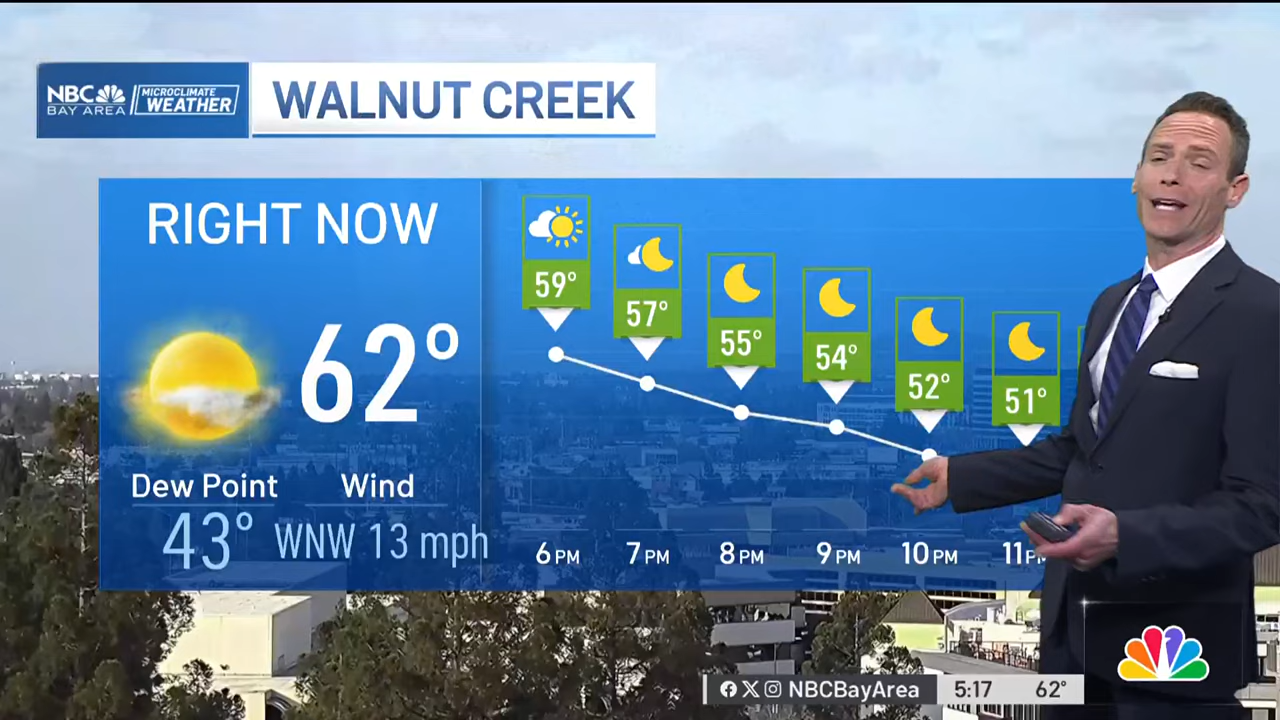 NBC BAY AREA
MICROCLIMATE WEATHER
WALNUT CREEK
RIGHT NOW
62°
Dew Point
Wind
43°
WNW 13 mph
59°
57°
55°
54°
52°
51°
6 PM
7 PM
8 PM
9 PM
10 PM
11
NBCBayArea
5:17
62°